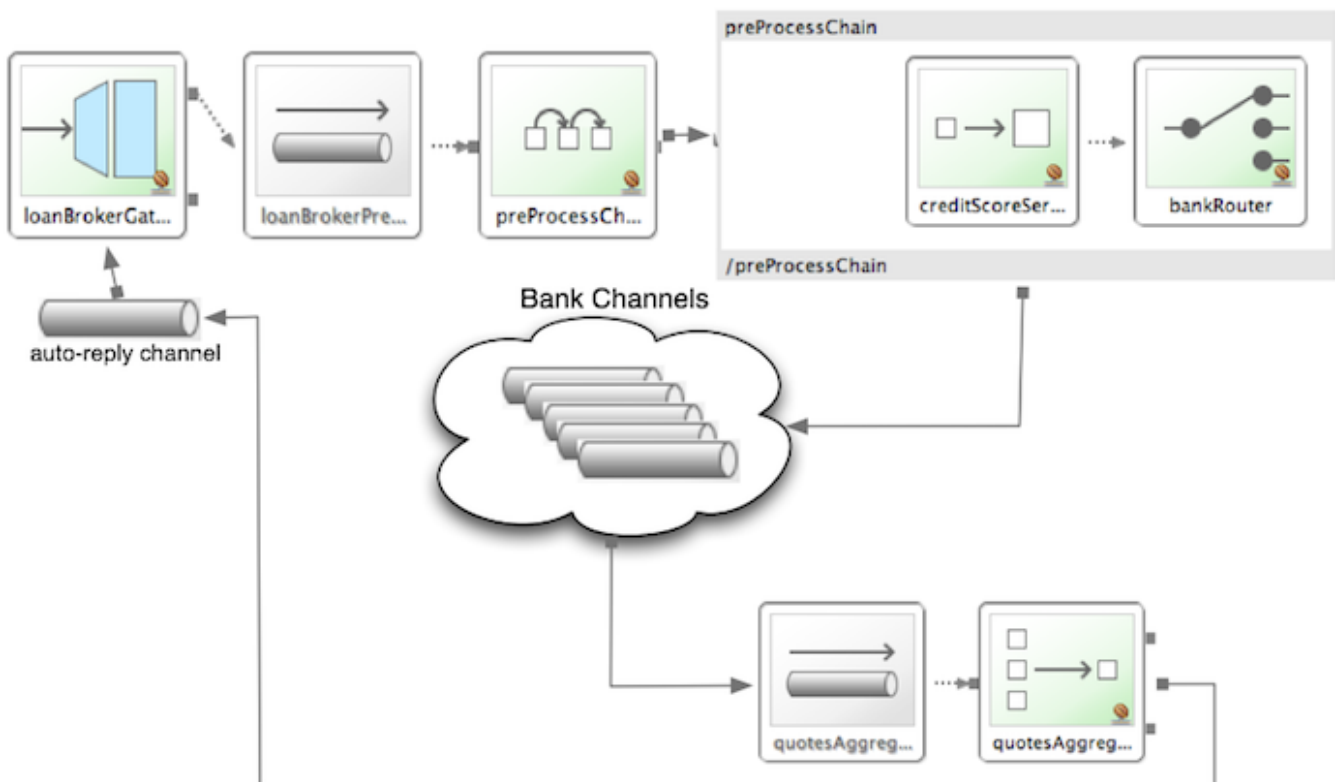 preProcessChain
loanBrokerGat...
loanBrokerPre...
preProcessCh...
creditScoreSer...
bankRouter
/preProcessChain
Bank Channels
auto-reply channel
quotesAggreg...
quotesAggreg...